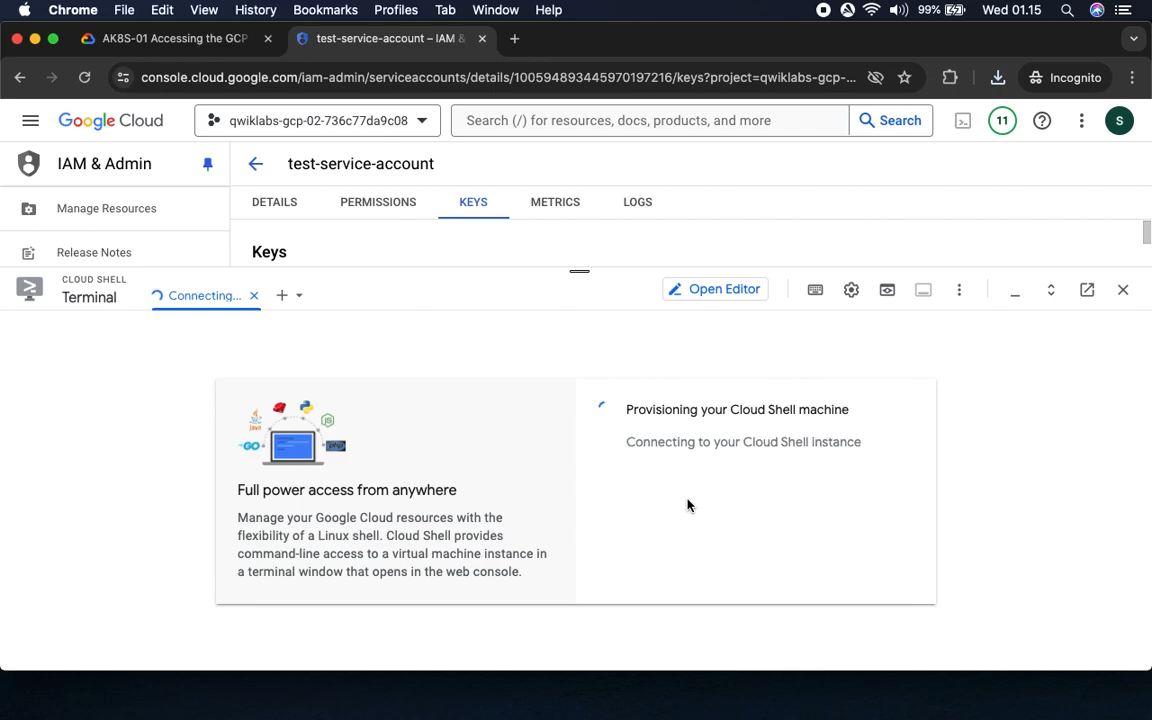 Chrome File Edit View History Bookmarks Profiles Tab Window Help 99% Wed 01.15
AK8S-01 Accessing the GCP test-service-account – IAM &
console.cloud.google.com/iam-admin/serviceaccounts/details/100594893445970197216/keys?project=qwiklabs-gcp-... Incognito
Google Cloud qwiklabs-gcp-02-736c77da9c08 Search (/) for resources, docs, products, and more Search 11 S
IAM & Admin test-service-account
Manage Resources DETAILS PERMISSIONS KEYS METRICS LOGS
Release Notes Keys
CLOUD SHELL
Terminal Connecting... Open Editor
Provisioning your Cloud Shell machine
Connecting to your Cloud Shell instance
Java
GO
php
Full power access from anywhere
Manage your Google Cloud resources with the
flexibility of a Linux shell. Cloud Shell provides
command-line access to a virtual machine instance in
a terminal window that opens in the web console.